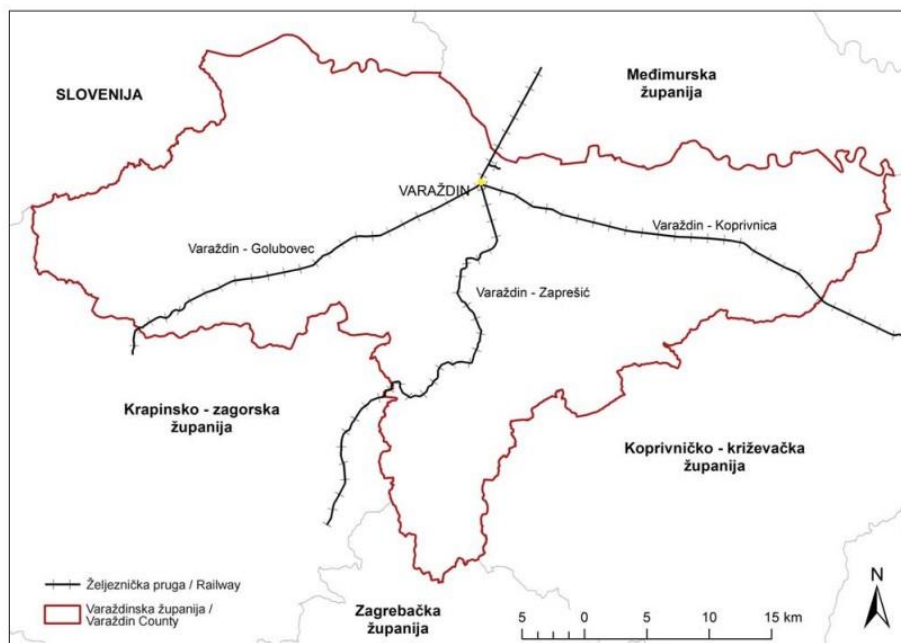 SLOVENIJA
Međimurska
županija
VARAŽDIN
Varaždin - Koprivnica
Varaždin - Golubovec
Varaždin - Zaprešić
Krapinsko - zagorska
županija
Koprivničko - križevačka
županija
Željeznička pruga / Railway
Varaždinska županija /
Varaždin County
Zagrebačka
županija
N
5 0 5 10 15 km